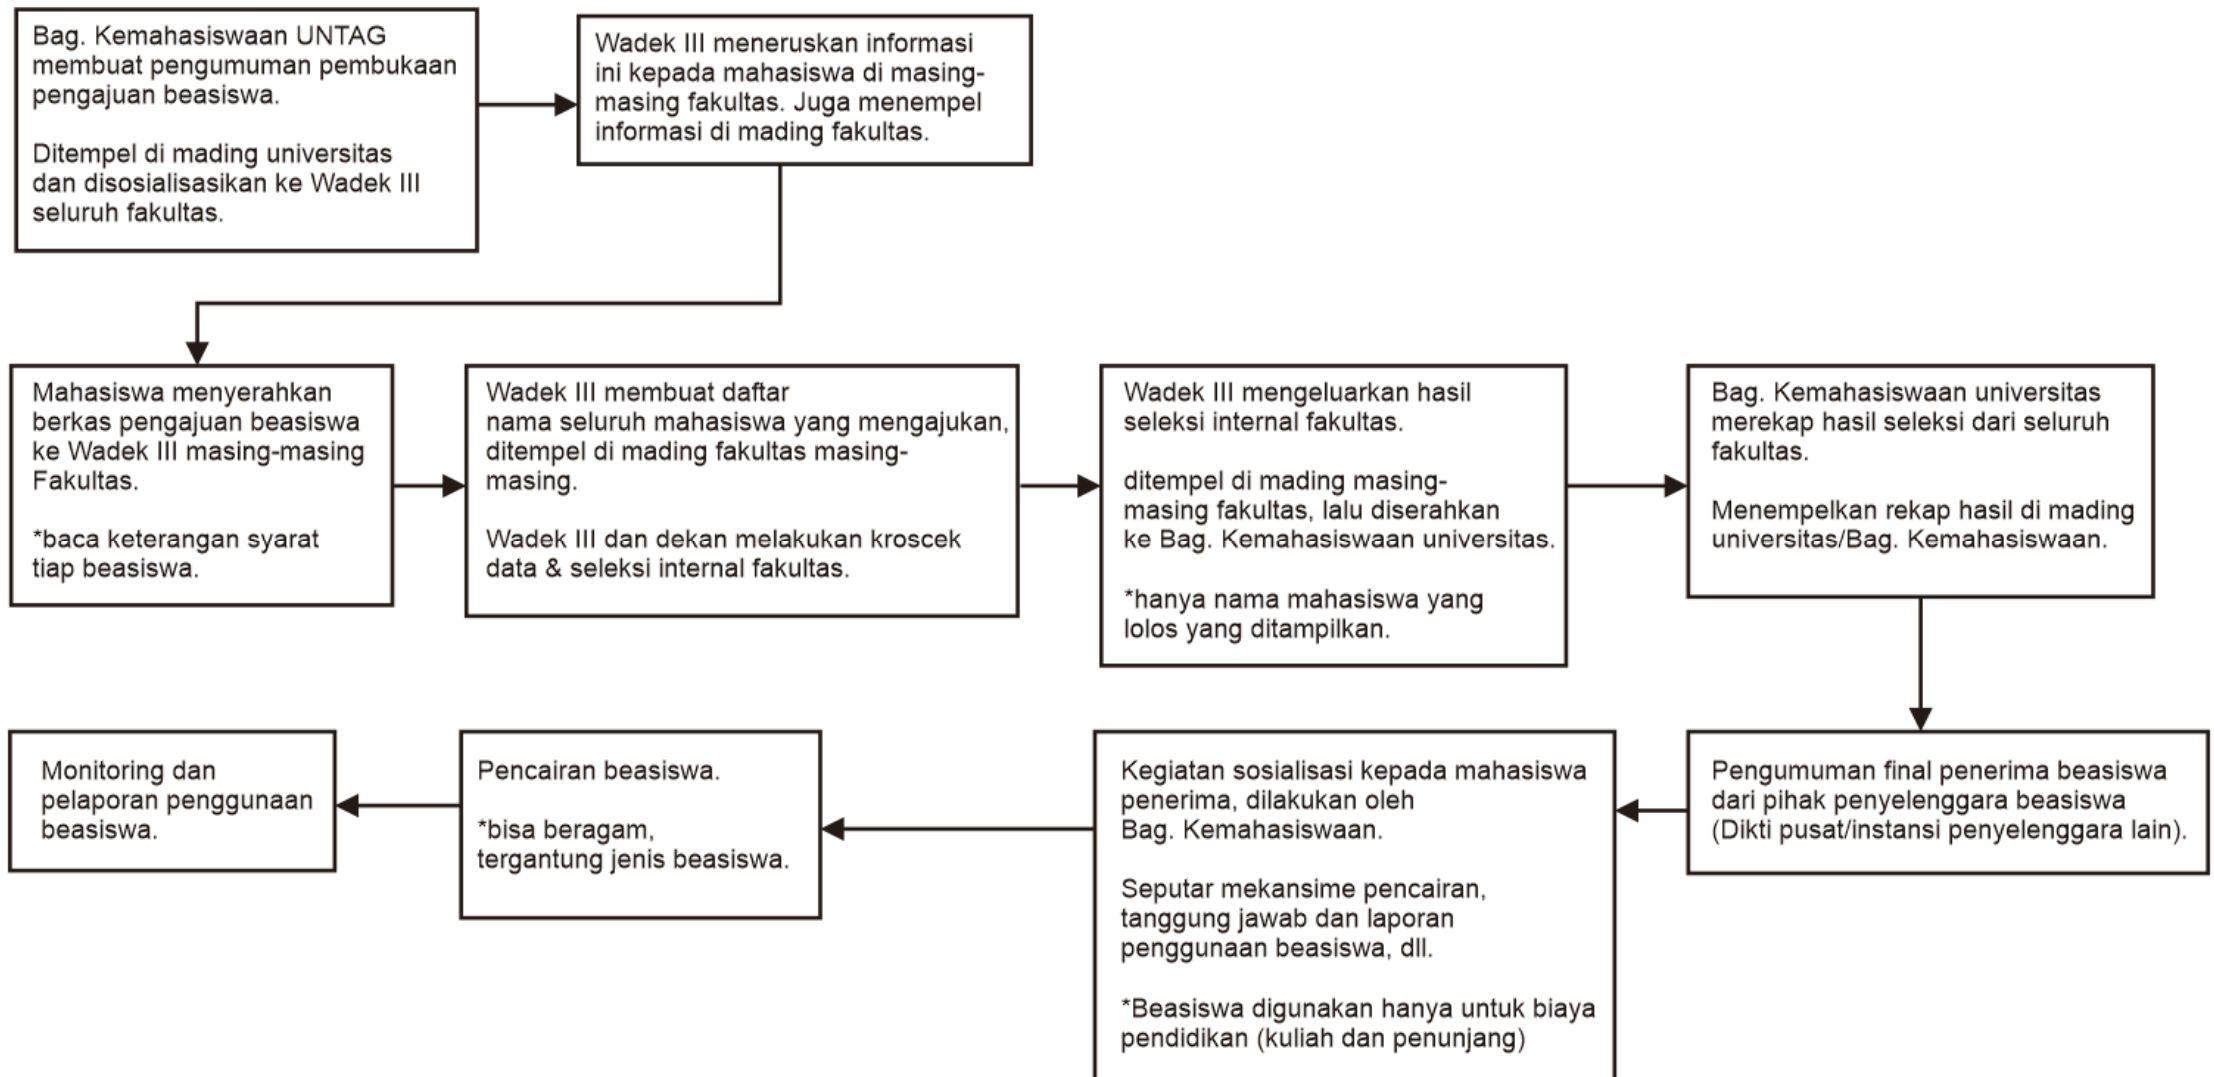 Bag. Kemahasiswaan UNTAG
membuat pengumuman pembukaan
pengajuan beasiswa.
Ditempel di mading universitas
dan disosialisasikan ke Wadek III
seluruh fakultas.
Wadek III meneruskan informasi
ini kepada mahasiswa di masing-
masing fakultas. Juga menempel
informasi di mading fakultas.
Mahasiswa menyerahkan
berkas pengajuan beasiswa
ke Wadek III masing-masing
Fakultas.
*baca keterangan syarat
tiap beasiswa.
Wadek III membuat daftar
nama seluruh mahasiswa yang mengajukan,
ditempel di mading fakultas masing-
masing.
Wadek III dan dekan melakukan kroscek
data & seleksi internal fakultas.
Wadek III mengeluarkan hasil
seleksi internal fakultas.
ditempel di mading masing-
masing fakultas, lalu diserahkan
ke Bag. Kemahasiswaan universitas.
*hanya nama mahasiswa yang
lolos yang ditampilkan.
Bag. Kemahasiswaan universitas
merekap hasil seleksi dari seluruh
fakultas.
Menempelkan rekap hasil di mading
universitas/Bag. Kemahasiswaan.
Pengumuman final penerima beasiswa
dari pihak penyelenggara beasiswa
(Dikti pusat/instansi penyelenggara lain).
Kegiatan sosialisasi kepada mahasiswa
penerima, dilakukan oleh
Bag. Kemahasiswaan.
Seputar mekansime pencairan,
tanggung jawab dan laporan
penggunaan beasiswa, dll.
*Beasiswa digunakan hanya untuk biaya
pendidikan (kuliah dan penunjang)
Pencairan beasiswa.
*bisa beragam,
tergantung jenis beasiswa.
Monitoring dan
pelaporan penggunaan
beasiswa.